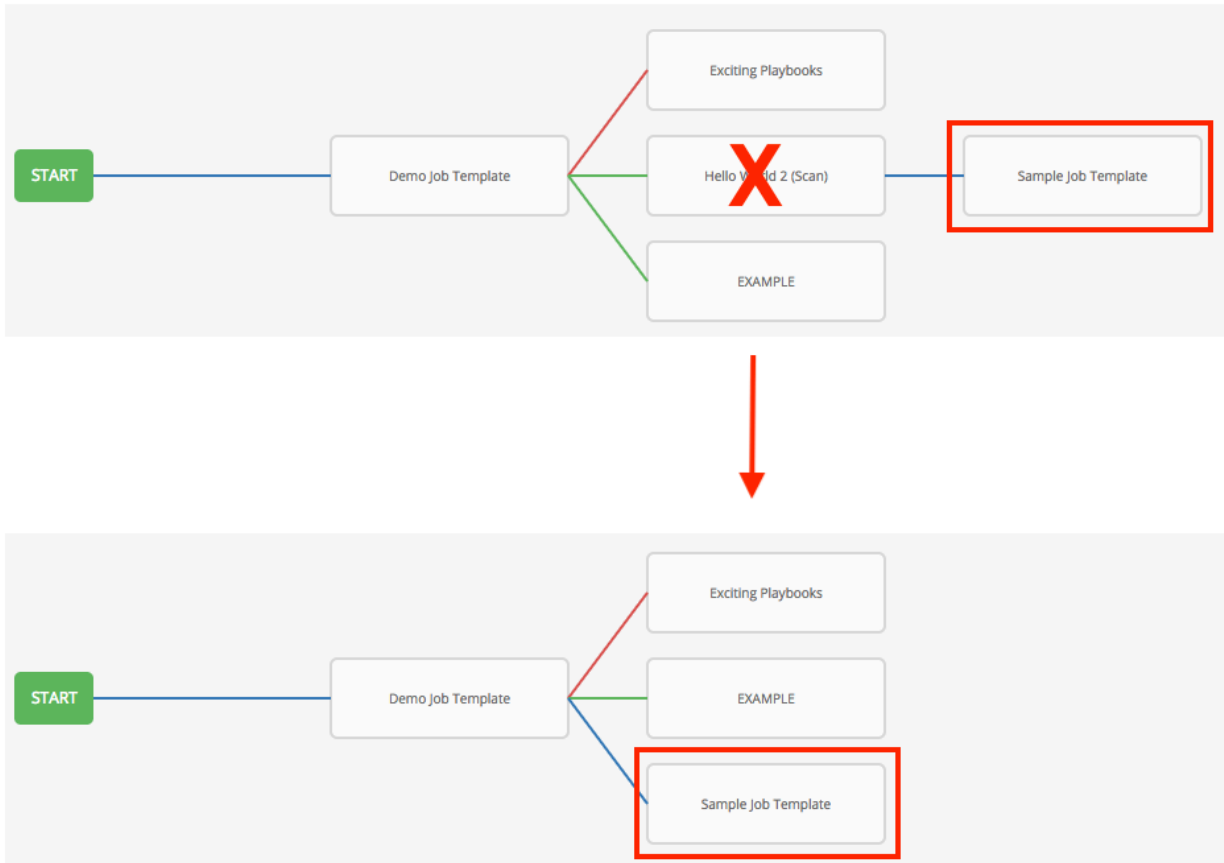 Exciting Playbooks
START
Demo Job Template
Hello W ld 2 (Scan)
Sample Job Template
EXAMPLE
Exciting Playbooks
START
Demo Job Template
EXAMPLE
Sample Job Template